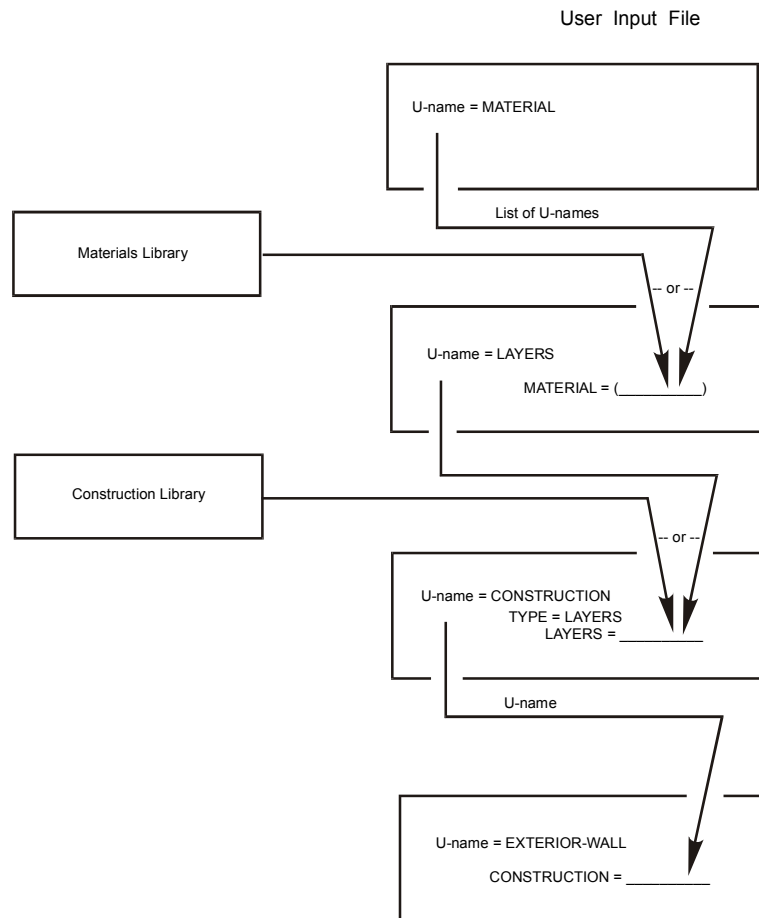 User Input File
U-name = MATERIAL
List of U-names
Materials Library
-- or --
U-name = LAYERS
MATERIAL = (__________)
Construction Library
-- or --
U-name = CONSTRUCTION
TYPE = LAYERS
LAYERS = __________
U-name
U-name = EXTERIOR-WALL
CONSTRUCTION = __________